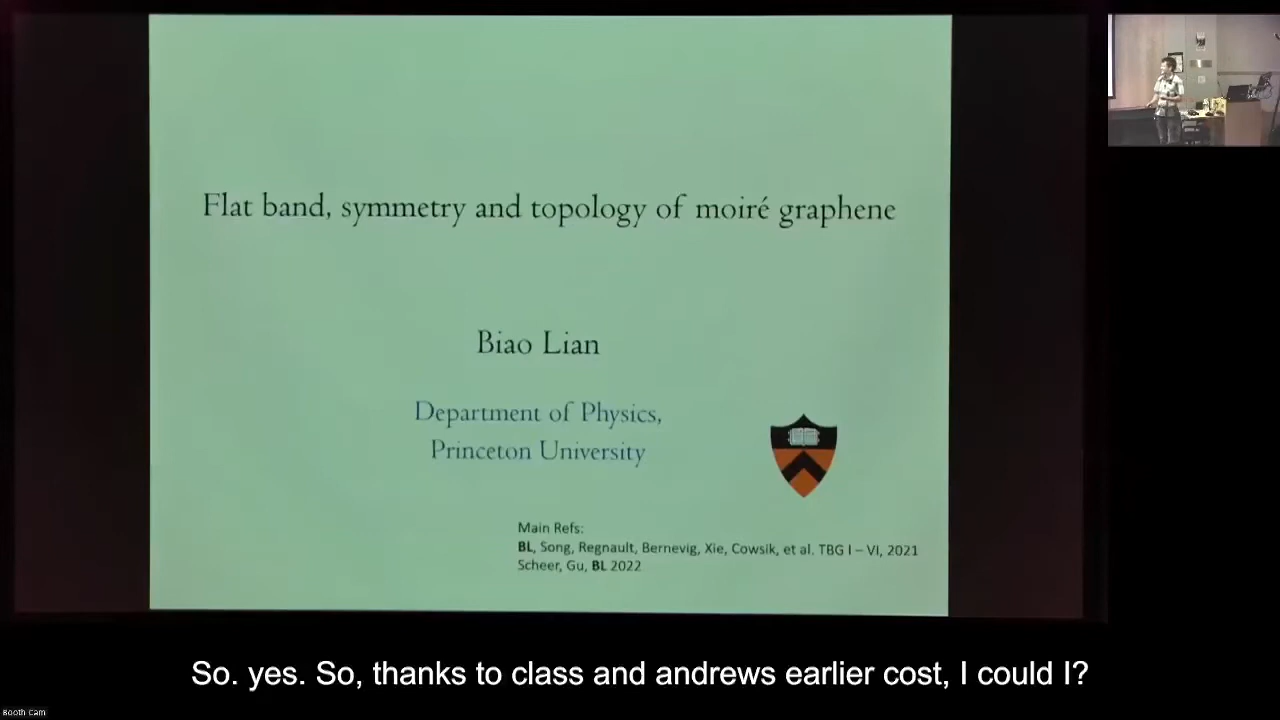 Flat band, symmetry and topology of moiré graphene
Biao Lian
Department of Physics,
Princeton University
Main Refs:
BL, Song, Regnault, Bernevig, Xie, Cowsik, et al. TBG I – VI, 2021
Scheer, Gu, BL 2022
So. yes. So, thanks to class and andrews earlier cost, I could I?
Booth Cam